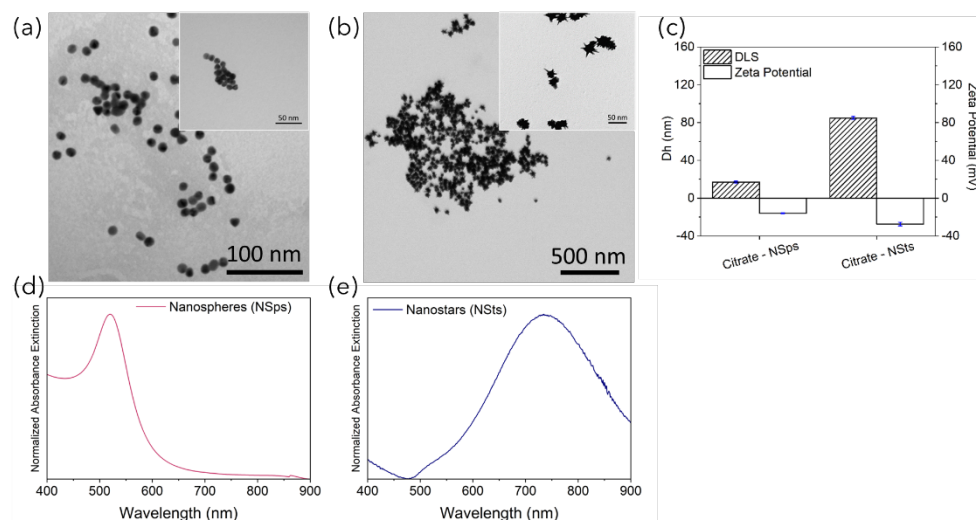 (a)
50 nm
100 nm
(b)
50 nm
500 nm
(c)
160
120
80
40
0
-40
Dh (nm)
DLS
Zeta Potential
160
120
80
40
0
-40
Zeta Potential (mV)
Citrate - NSps
Citrate - NSts
(d)
Nanospheres (NSps)
Normalized Absorbance Extinction
400
500
600
700
800
900
Wavelength (nm)
(e)
Nanostars (NSts)
Normalized Absorbance Extinction
400
500
600
700
800
900
Wavelength (nm)